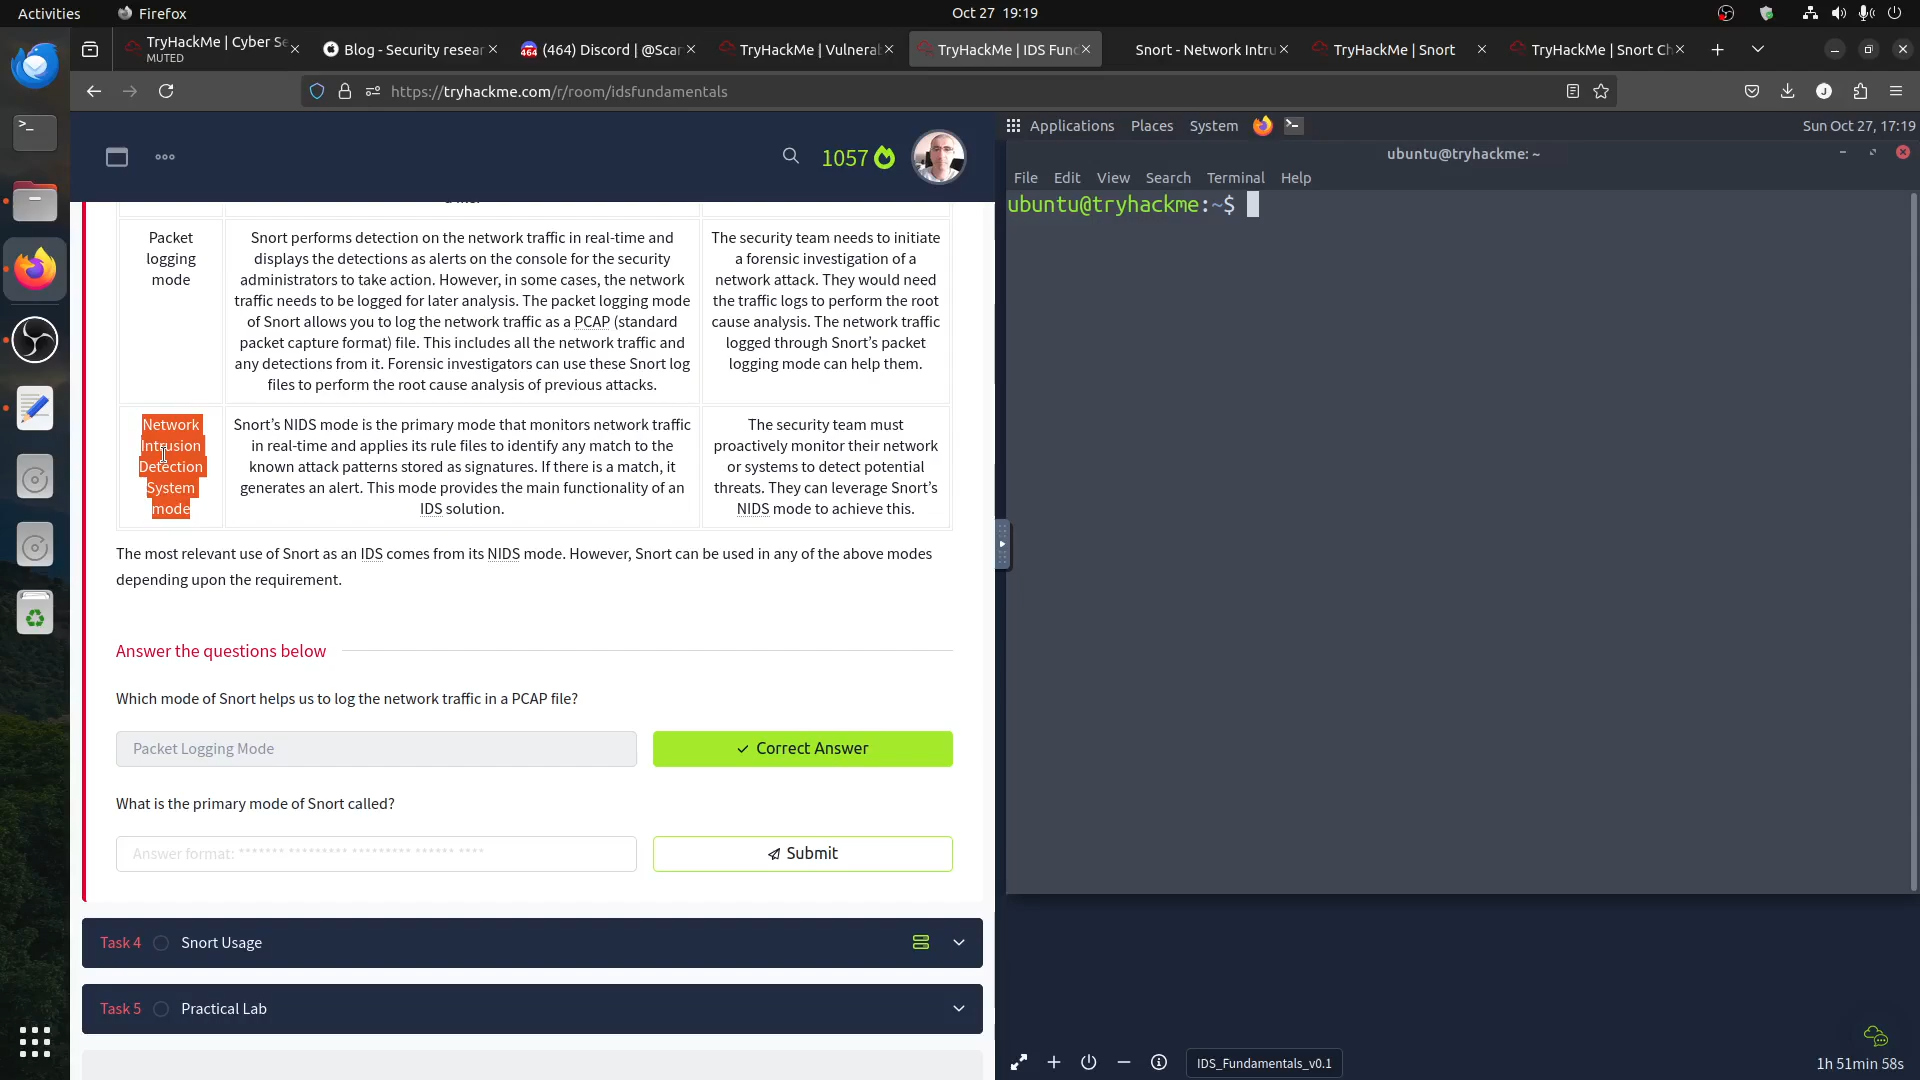 Activities
Firefox
Oct 27 19:19
TryHackMe | Cyber Se
MUTED
Blog - Security resear
(464) Discord | @Scar
TryHackMe | Vulneral
TryHackMe | IDS Func
Snort - Network Intru
TryHackMe | Snort
TryHackMe | Snort Ch
https://tryhackme.com/r/room/idsfundamentals
1057
Packet
logging
mode
Snort performs detection on the network traffic in real-time and
displays the detections as alerts on the console for the security
administrators to take action. However, in some cases, the network
traffic needs to be logged for later analysis. The packet logging mode
of Snort allows you to log the network traffic as a PCAP (standard
packet capture format) file. This includes all the network traffic and
any detections from it. Forensic investigators can use these Snort log
files to perform the root cause analysis of previous attacks.
The security team needs to initiate
a forensic investigation of a
network attack. They would need
the traffic logs to perform the root
cause analysis. The network traffic
logged through Snort’s packet
logging mode can help them.
Network
Intrusion
Detection
System
mode
Snort’s NIDS mode is the primary mode that monitors network traffic
in real-time and applies its rule files to identify any match to the
known attack patterns stored as signatures. If there is a match, it
generates an alert. This mode provides the main functionality of an
IDS solution.
The security team must
proactively monitor their network
or systems to detect potential
threats. They can leverage Snort’s
NIDS mode to achieve this.
The most relevant use of Snort as an IDS comes from its NIDS mode. However, Snort can be used in any of the above modes
depending upon the requirement.
Answer the questions below
Which mode of Snort helps us to log the network traffic in a PCAP file?
Packet Logging Mode
Correct Answer
What is the primary mode of Snort called?
Answer format: ******* ********* ********* ****** ****
Submit
Task 4
Snort Usage
Task 5
Practical Lab
Applications
Places
System
Sun Oct 27, 17:19
ubuntu@tryhackme: ~
File
Edit
View
Search
Terminal
Help
ubuntu@tryhackme:~$
IDS_Fundamentals_v0.1
1h 51min 58s